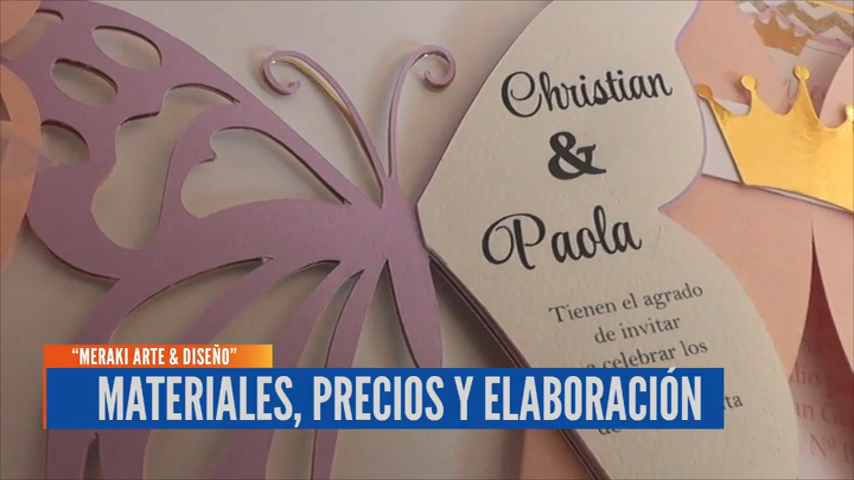 Christian
&
Paola
Tienen el agrado
de invitar
a celebrar los
“MERAKI ARTE & DISEÑO”
MATERIALES, PRECIOS Y ELABORACIÓN